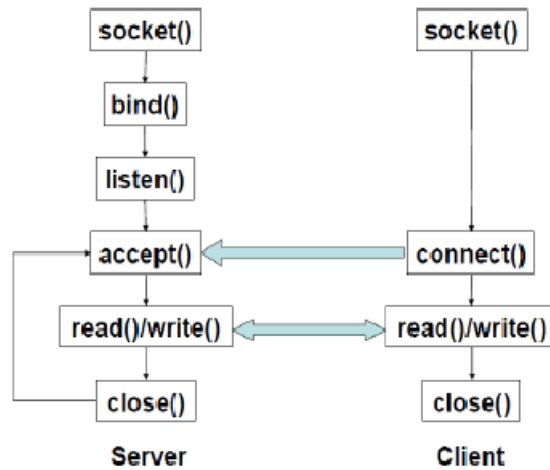 socket()
socket()
bind()
listen()
accept()
connect()
read()/write()
read()/write()
close()
close()
Server
Client